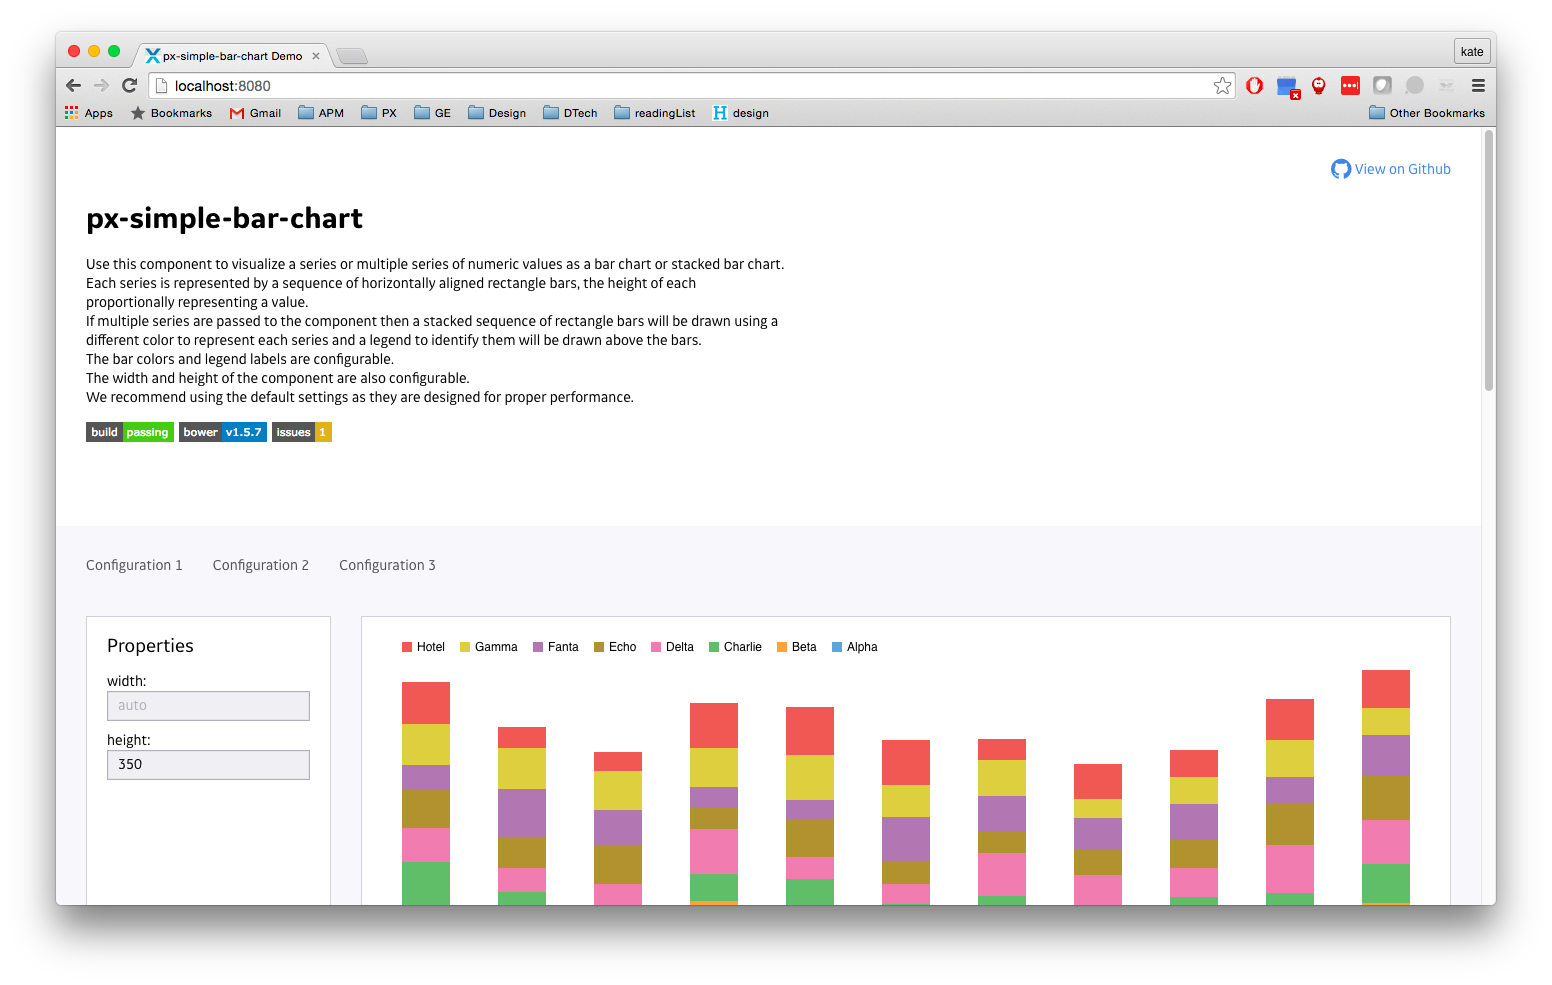 px-simple-bar-chart Demo
kate
localhost:8080
Apps Bookmarks Gmail APM PX GE Design DTech readingList H design Other Bookmarks
View on Github
px-simple-bar-chart
Use this component to visualize a series or multiple series of numeric values as a bar chart or stacked bar chart.
Each series is represented by a sequence of horizontally aligned rectangle bars, the height of each
proportionally representing a value.
If multiple series are passed to the component then a stacked sequence of rectangle bars will be drawn using a
different color to represent each series and a legend to identify them will be drawn above the bars.
The bar colors and legend labels are configurable.
The width and height of the component are also configurable.
We recommend using the default settings as they are designed for proper performance.
build passing bower v1.5.7 issues 1
Configuration 1 Configuration 2 Configuration 3
Properties
width:
auto
height:
350
Hotel Gamma Fanta Echo Delta Charlie Beta Alpha